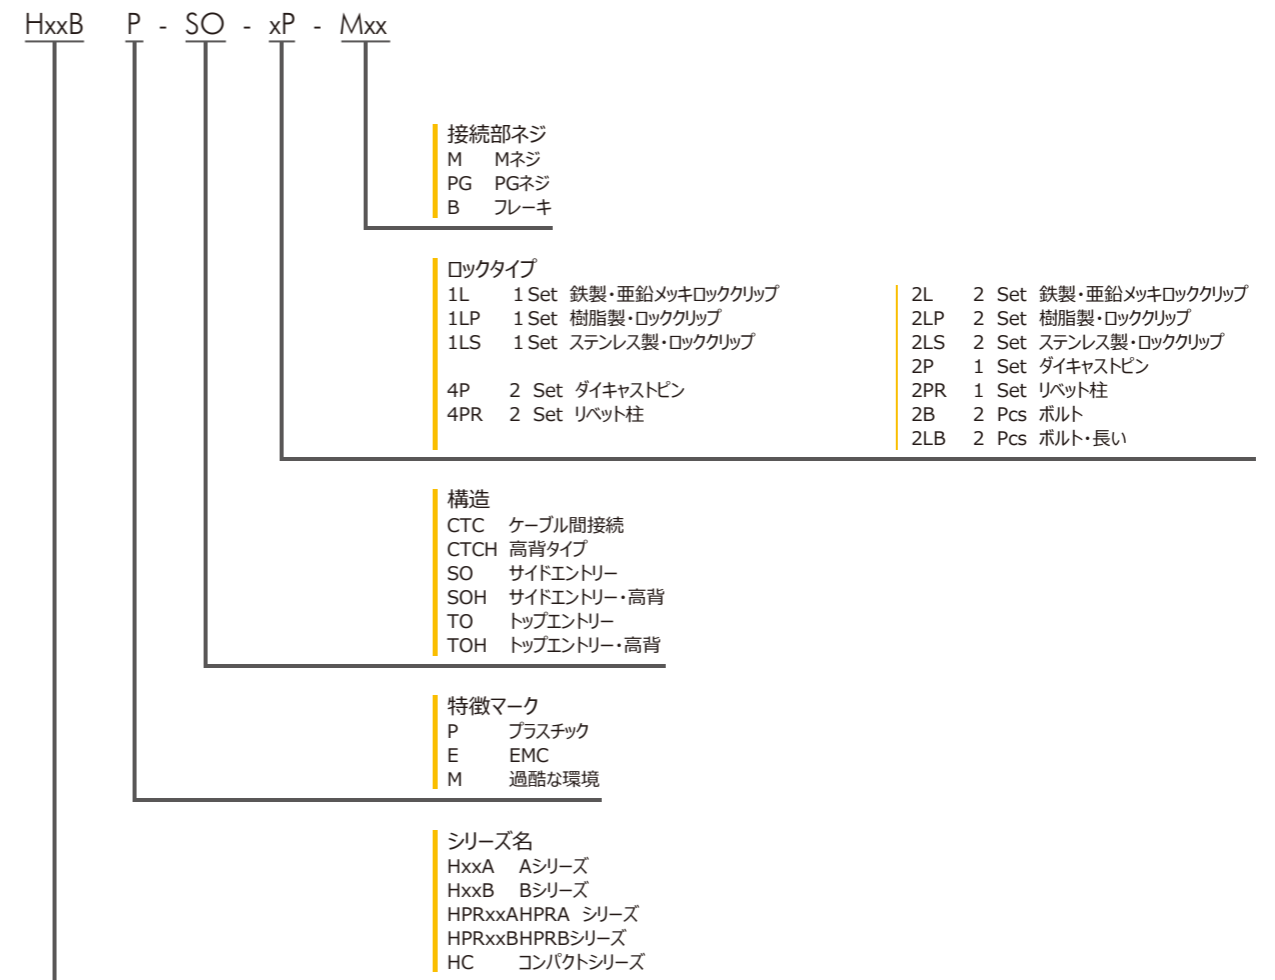 HxxB P - SO - xP - Mxx
接続部ネジ
M Mネジ
PG PGネジ
B フレーキ
ロックタイプ
1L 1 Set 鉄製・亜鉛メッキロッククリップ
1LP 1 Set 樹脂製・ロッククリップ
1LS 1 Set ステンレス製・ロッククリップ
4P 2 Set ダイキャストピン
4PR 2 Set リベット柱
2L 2 Set 鉄製・亜鉛メッキロッククリップ
2LP 2 Set 樹脂製・ロッククリップ
2LS 2 Set ステンレス製・ロッククリップ
2P 1 Set ダイキャストピン
2PR 1 Set リベット柱
2B 2 Pcs ボルト
2LB 2 Pcs ボルト・長い
構造
CTC ケーブル間接続
CTCH 高背タイプ
SO サイドエントリー
SOH サイドエントリー・高背
TO トップエントリー
TOH トップエントリー・高背
特徴マーク
P プラスチック
E EMC
M 過酷な環境
シリーズ名
HxxA Aシリーズ
HxxB Bシリーズ
HPRxxAHPRA シリーズ
HPRxxBHPRBシリーズ
HC コンパクトシリーズ